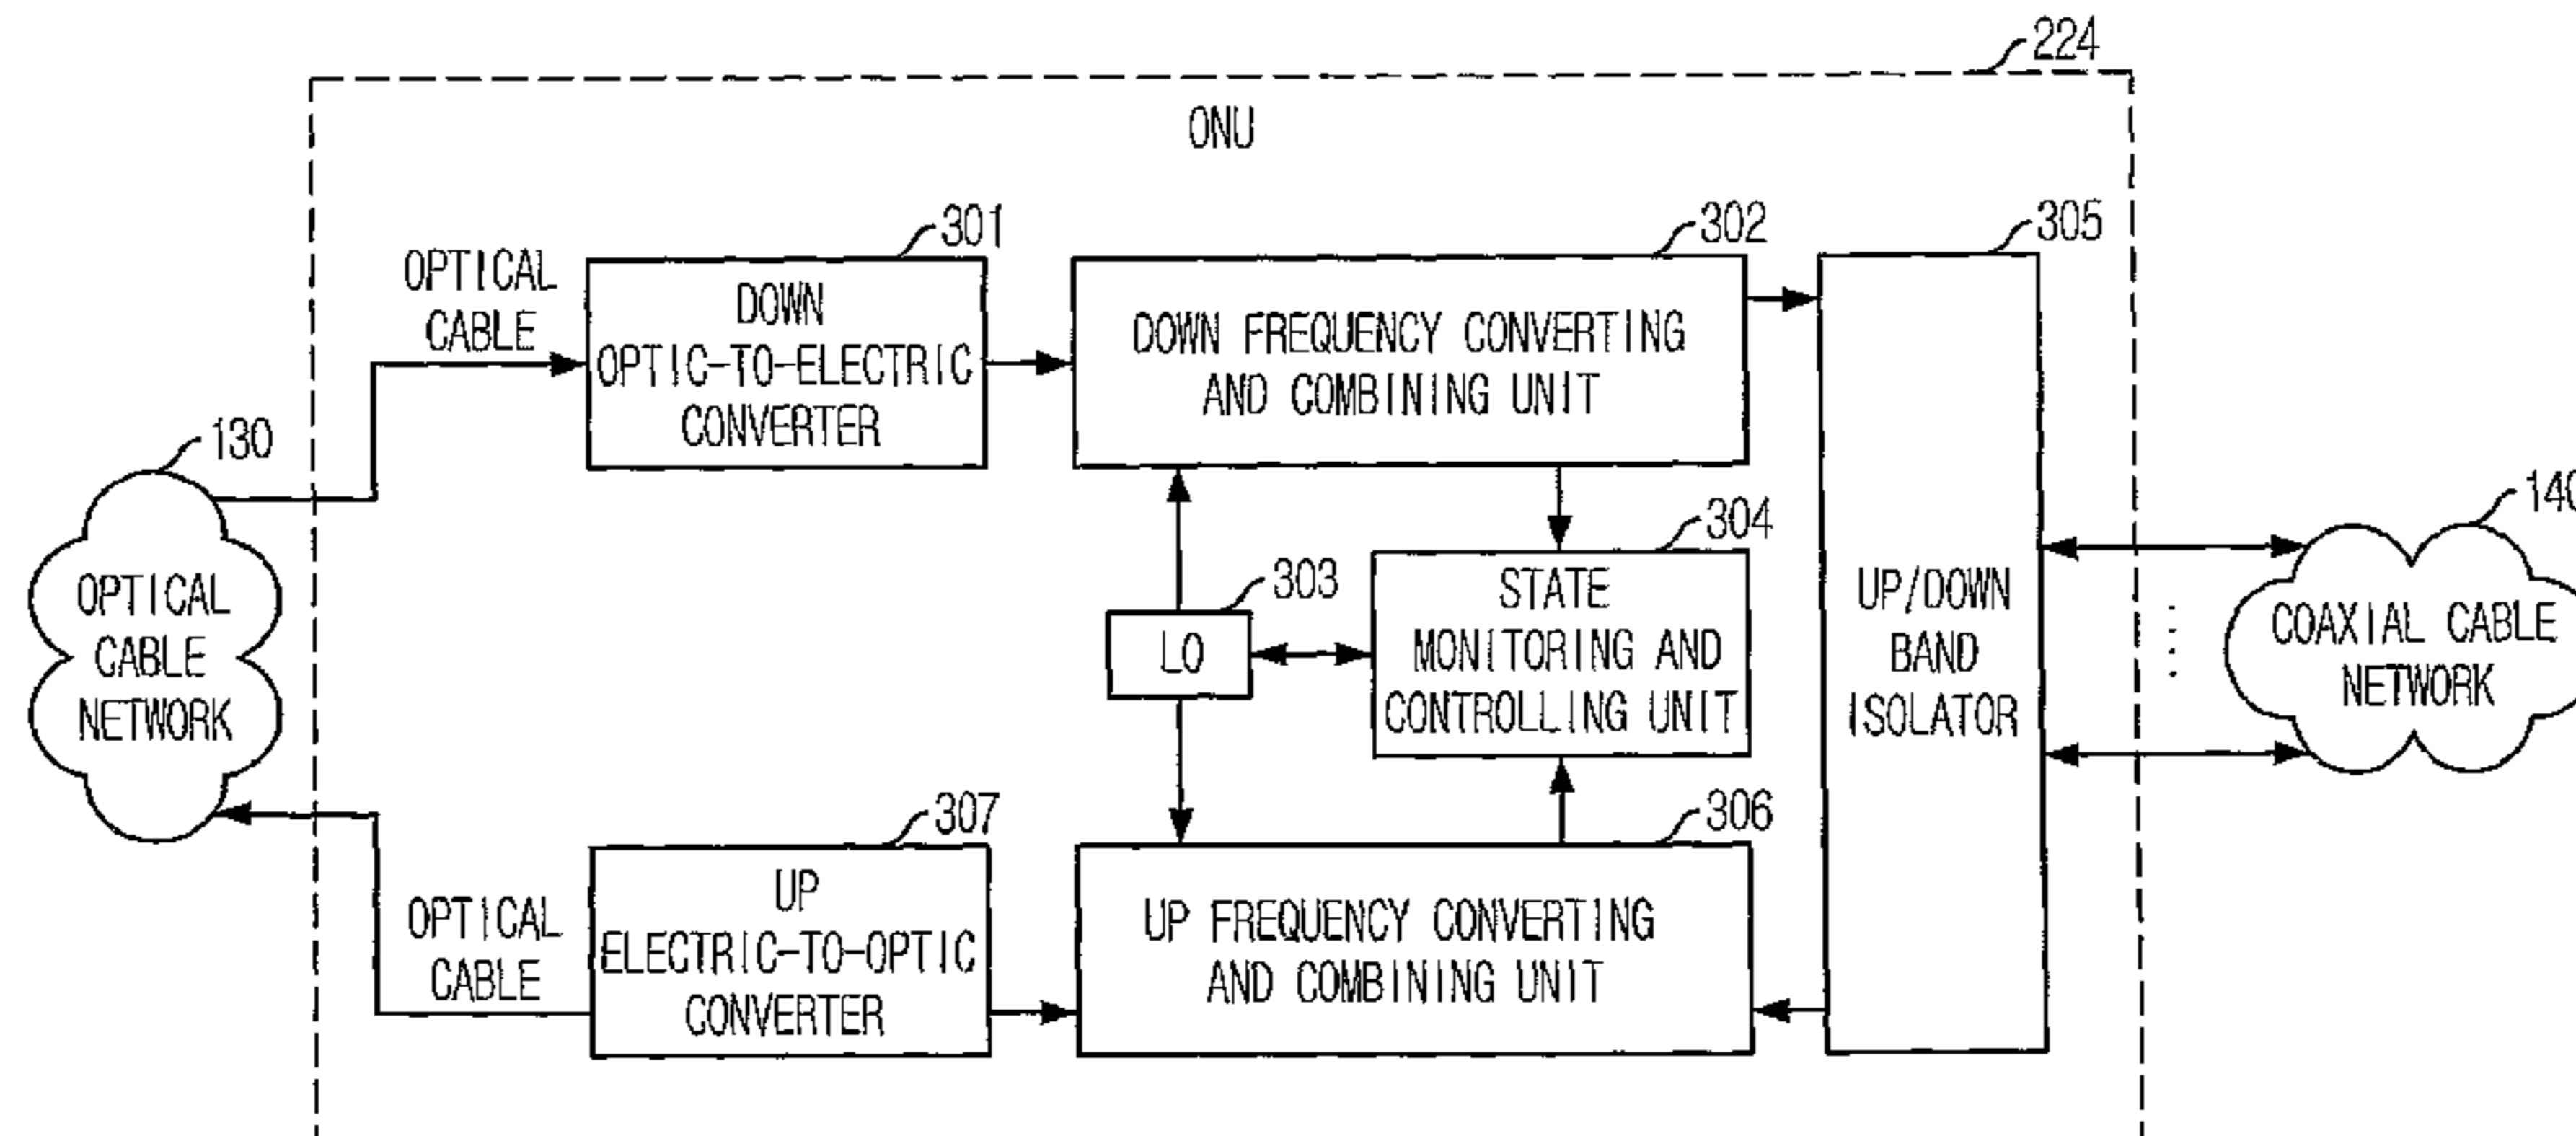 224
ONU
301
302
305
OPTICAL
CABLE
DOWN
OPTIC-TO-ELECTRIC
CONVERTER
DOWN FREQUENCY CONVERTING
AND COMBINING UNIT
130
OPTICAL
CABLE
NETWORK
303
LO
304
STATE
MONITORING AND
CONTROLLING UNIT
UP/DOWN
BAND
ISOLATOR
140
COAXIAL CABLE
NETWORK
307
306
OPTICAL
CABLE
UP
ELECTRIC-TO-OPTIC
CONVERTER
UP FREQUENCY CONVERTING
AND COMBINING UNIT